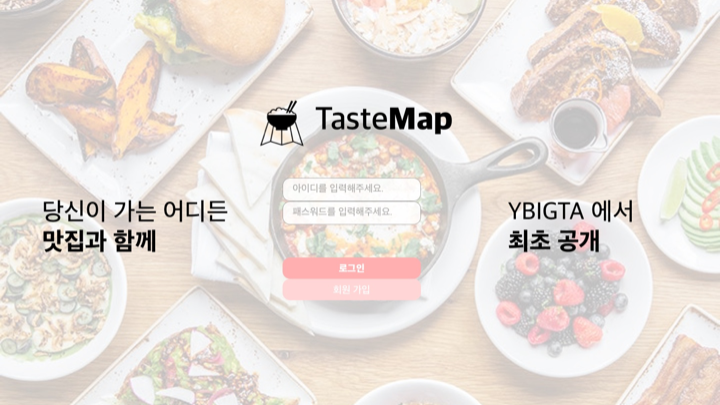 TasteMap
아이디를 입력해주세요.
패스워드를 입력해주세요.
로그인
회원 가입
당신이 가는 어디든
맛집과 함께
YBIGTA 에서
최초 공개